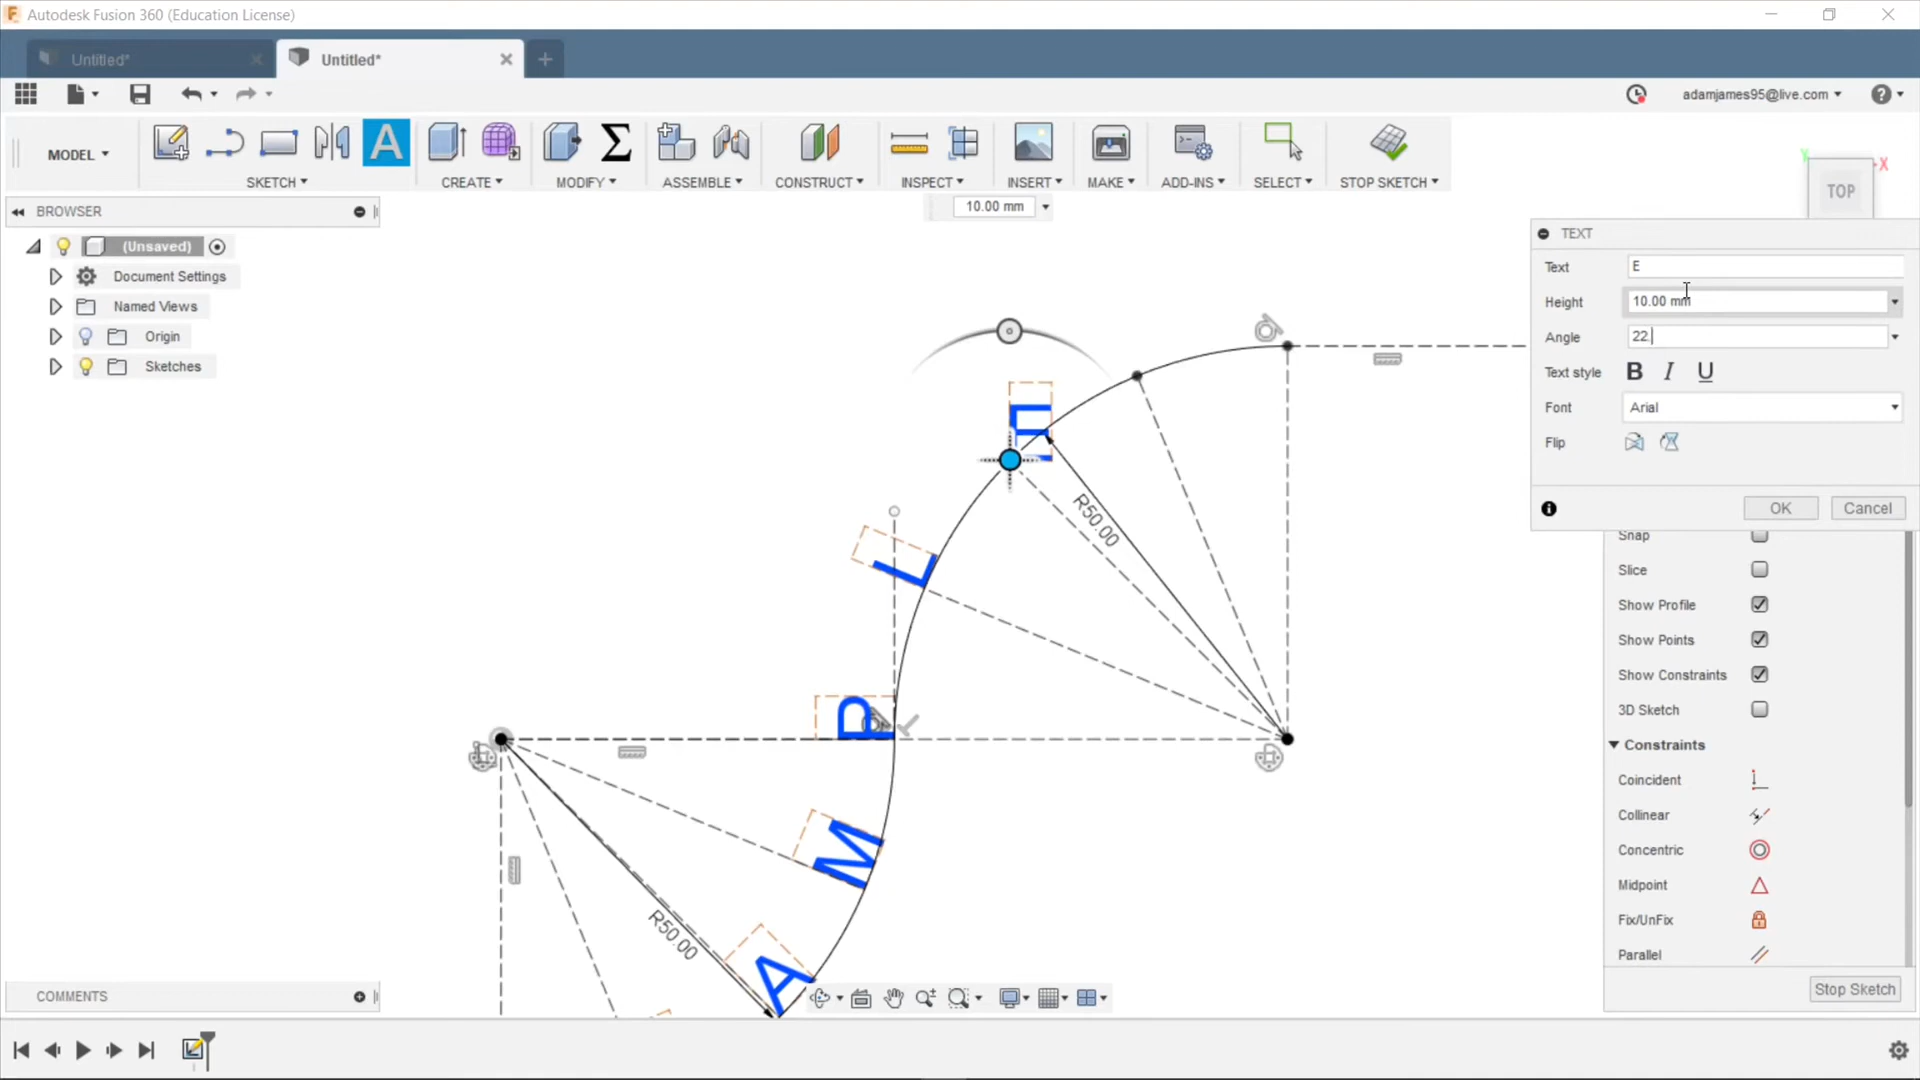 Autodesk Fusion 360 (Education License)
Untitled*
Untitled*
adamjames95@live.com
MODEL
SKETCH
CREATE
MODIFY
ASSEMBLE
CONSTRUCT
INSPECT
INSERT
MAKE
ADD-INS
SELECT
STOP SKETCH
10.00 mm
TOP
Y
X
BROWSER
(Unsaved)
Document Settings
Named Views
Origin
Sketches
TEXT
Text E
Height 10.00 mm
Angle 22.
Text style B I U
Font Arial
Flip
OK Cancel
Snap
Slice
Show Profile
Show Points
Show Constraints
3D Sketch
Constraints
Coincident
Collinear
Concentric
Midpoint
Fix/UnFix
Parallel
Stop Sketch
E
L
P
M
A
R50.00
R50.00
COMMENTS